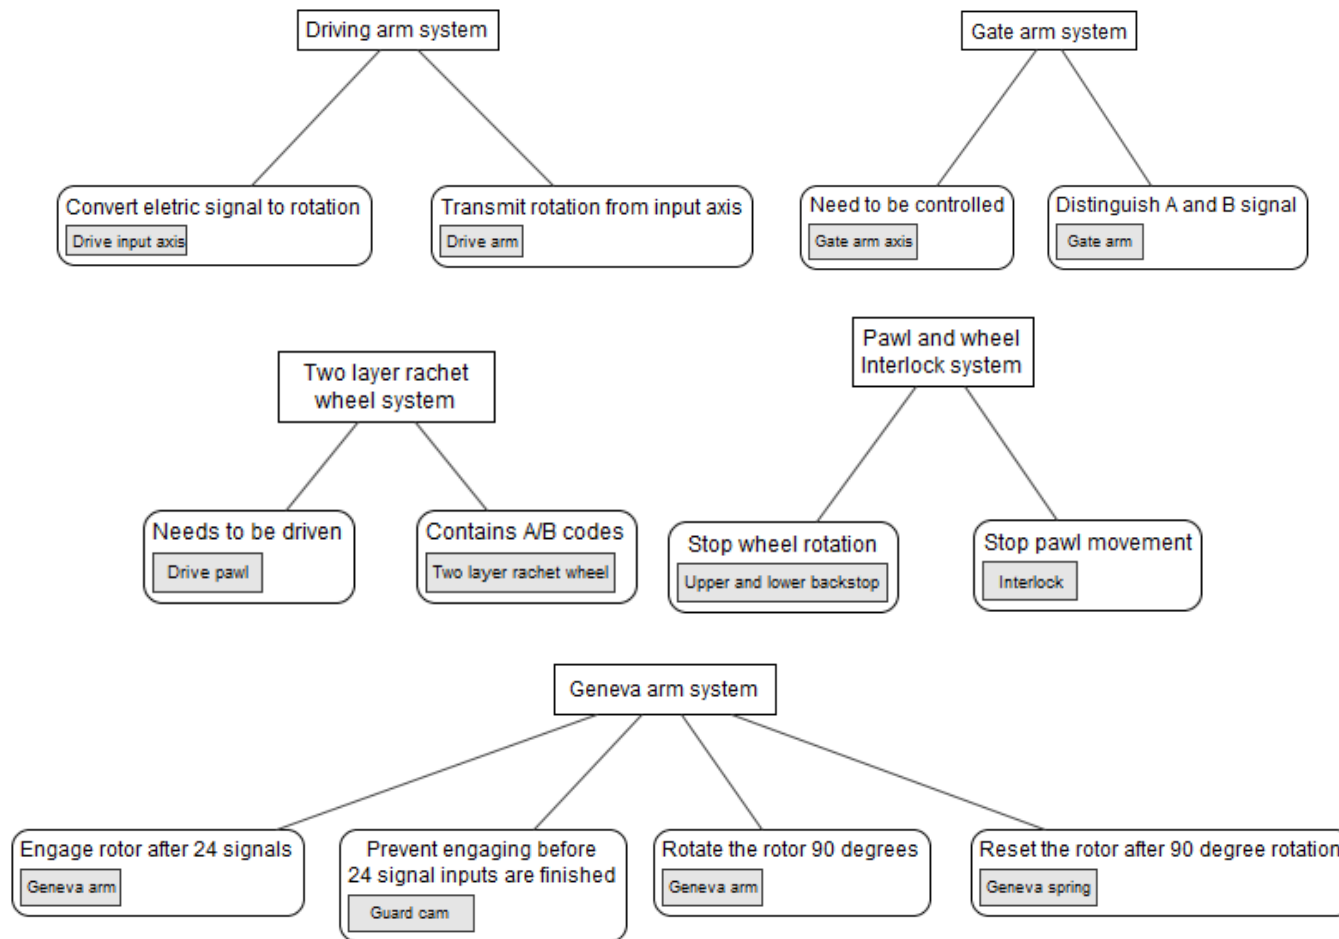 Driving arm system
Gate arm system
Convert eletric signal to rotation
Drive input axis
Transmit rotation from input axis
Drive arm
Need to be controlled
Gate arm axis
Distinguish A and B signal
Gate arm
Two layer rachet
wheel system
Pawl and wheel
Interlock system
Needs to be driven
Drive pawl
Contains A/B codes
Two layer rachet wheel
Stop wheel rotation
Upper and lower backstop
Stop pawl movement
Interlock
Geneva arm system
Engage rotor after 24 signals
Geneva arm
Prevent engaging before
24 signal inputs are finished
Guard cam
Rotate the rotor 90 degrees
Geneva arm
Reset the rotor after 90 degree rotation
Geneva spring